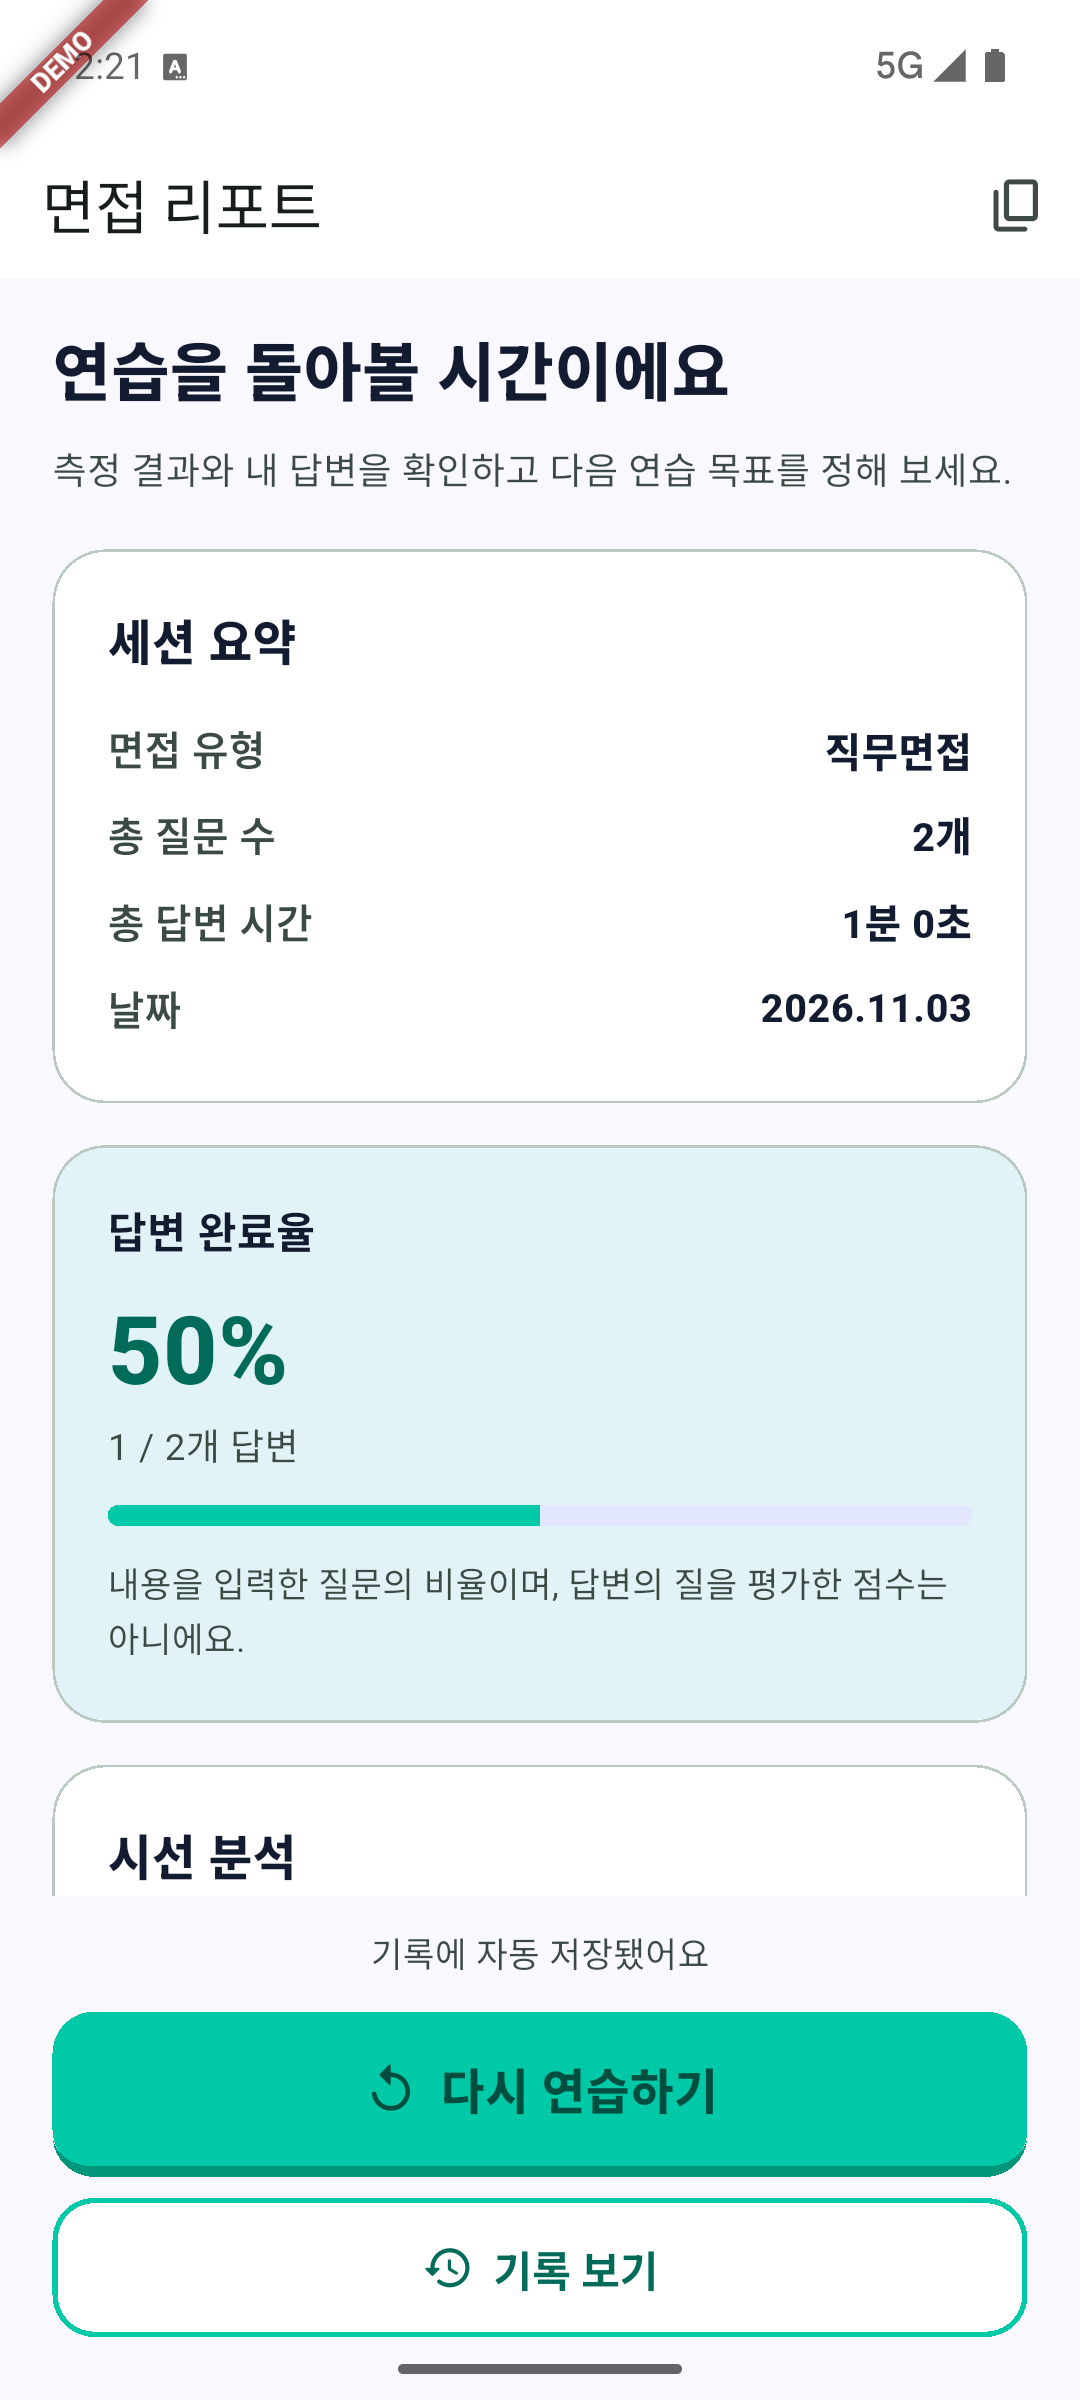 DEMO
2:21
5G
면접 리포트
연습을 돌아볼 시간이에요
측정 결과와 내 답변을 확인하고 다음 연습 목표를 정해 보세요.
세션 요약
면접 유형 직무면접
총 질문 수 2개
총 답변 시간 1분 0초
날짜 2026.11.03
답변 완료율
50%
1 / 2개 답변
내용을 입력한 질문의 비율이며, 답변의 질을 평가한 점수는
아니에요.
시선 분석
기록에 자동 저장됐어요
다시 연습하기
기록 보기